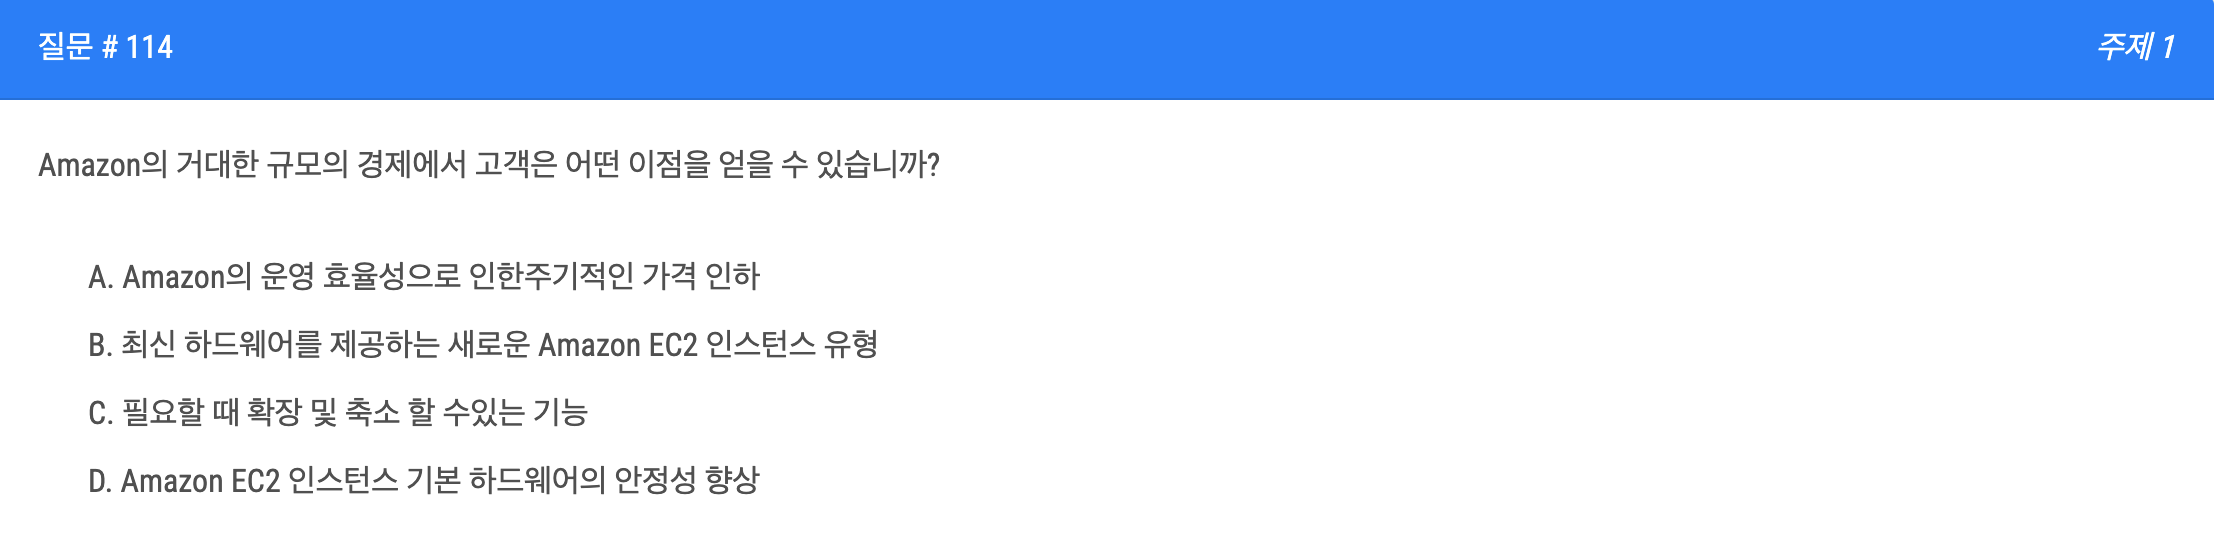 질문 # 114
주제 1
Amazon의 거대한 규모의 경제에서 고객은 어떤 이점을 얻을 수 있습니까?
A. Amazon의 운영 효율성으로 인한주기적인 가격 인하
B. 최신 하드웨어를 제공하는 새로운 Amazon EC2 인스턴스 유형
C. 필요할 때 확장 및 축소 할 수있는 기능
D. Amazon EC2 인스턴스 기본 하드웨어의 안정성 향상